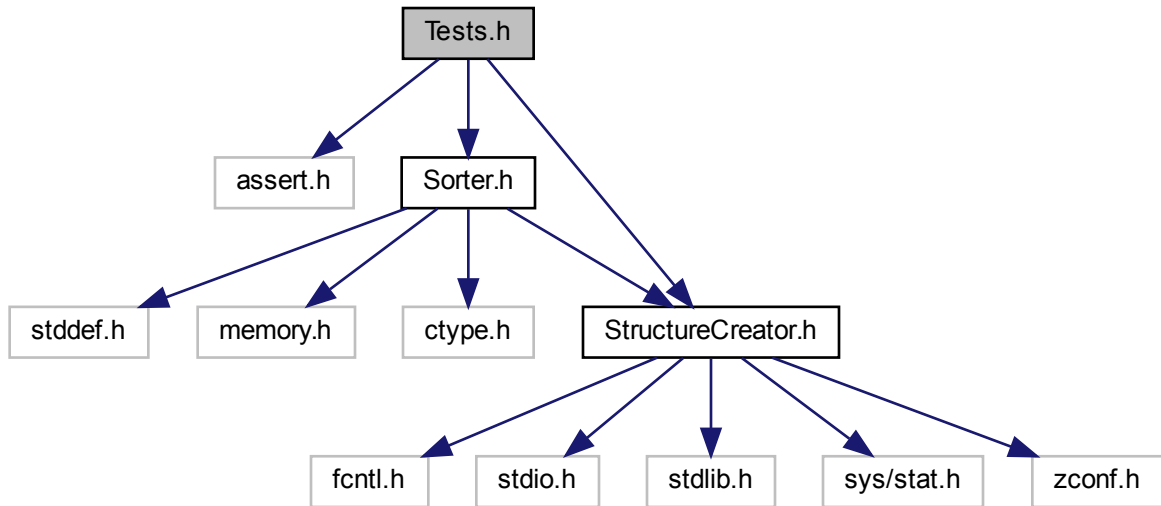 Tests.h
assert.h
Sorter.h
stddef.h
memory.h
ctype.h
StructureCreator.h
fcntl.h
stdio.h
stdlib.h
sys/stat.h
zconf.h